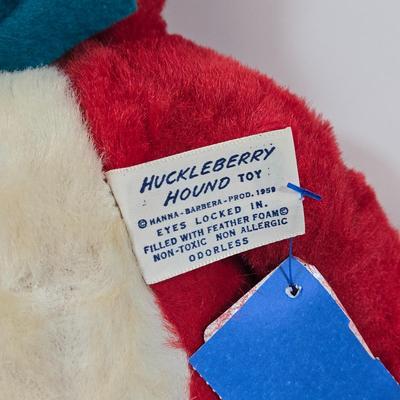 HUCKLEBERRY
HOUND TOY
© HANNA-BARBERA-PROD. 1959
EYES LOCKED IN.
FILLED WITH FEATHER FOAM©
NON-TOXIC NON ALLERGIC
ODORLESS